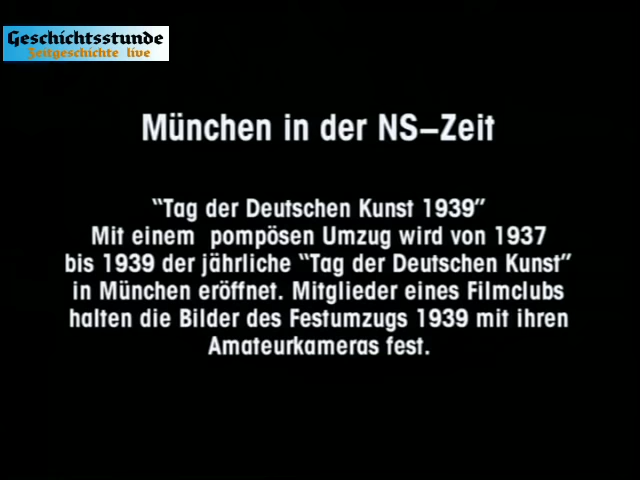 Geschichtsstunde
Zeitgeschichte live
München in der NS-Zeit
"Tag der Deutschen Kunst 1939"
Mit einem pompösen Umzug wird von 1937
bis 1939 der jährliche "Tag der Deutschen Kunst"
in München eröffnet. Mitglieder eines Filmclubs
halten die Bilder des Festumzugs 1939 mit ihren
Amateurkameras fest.